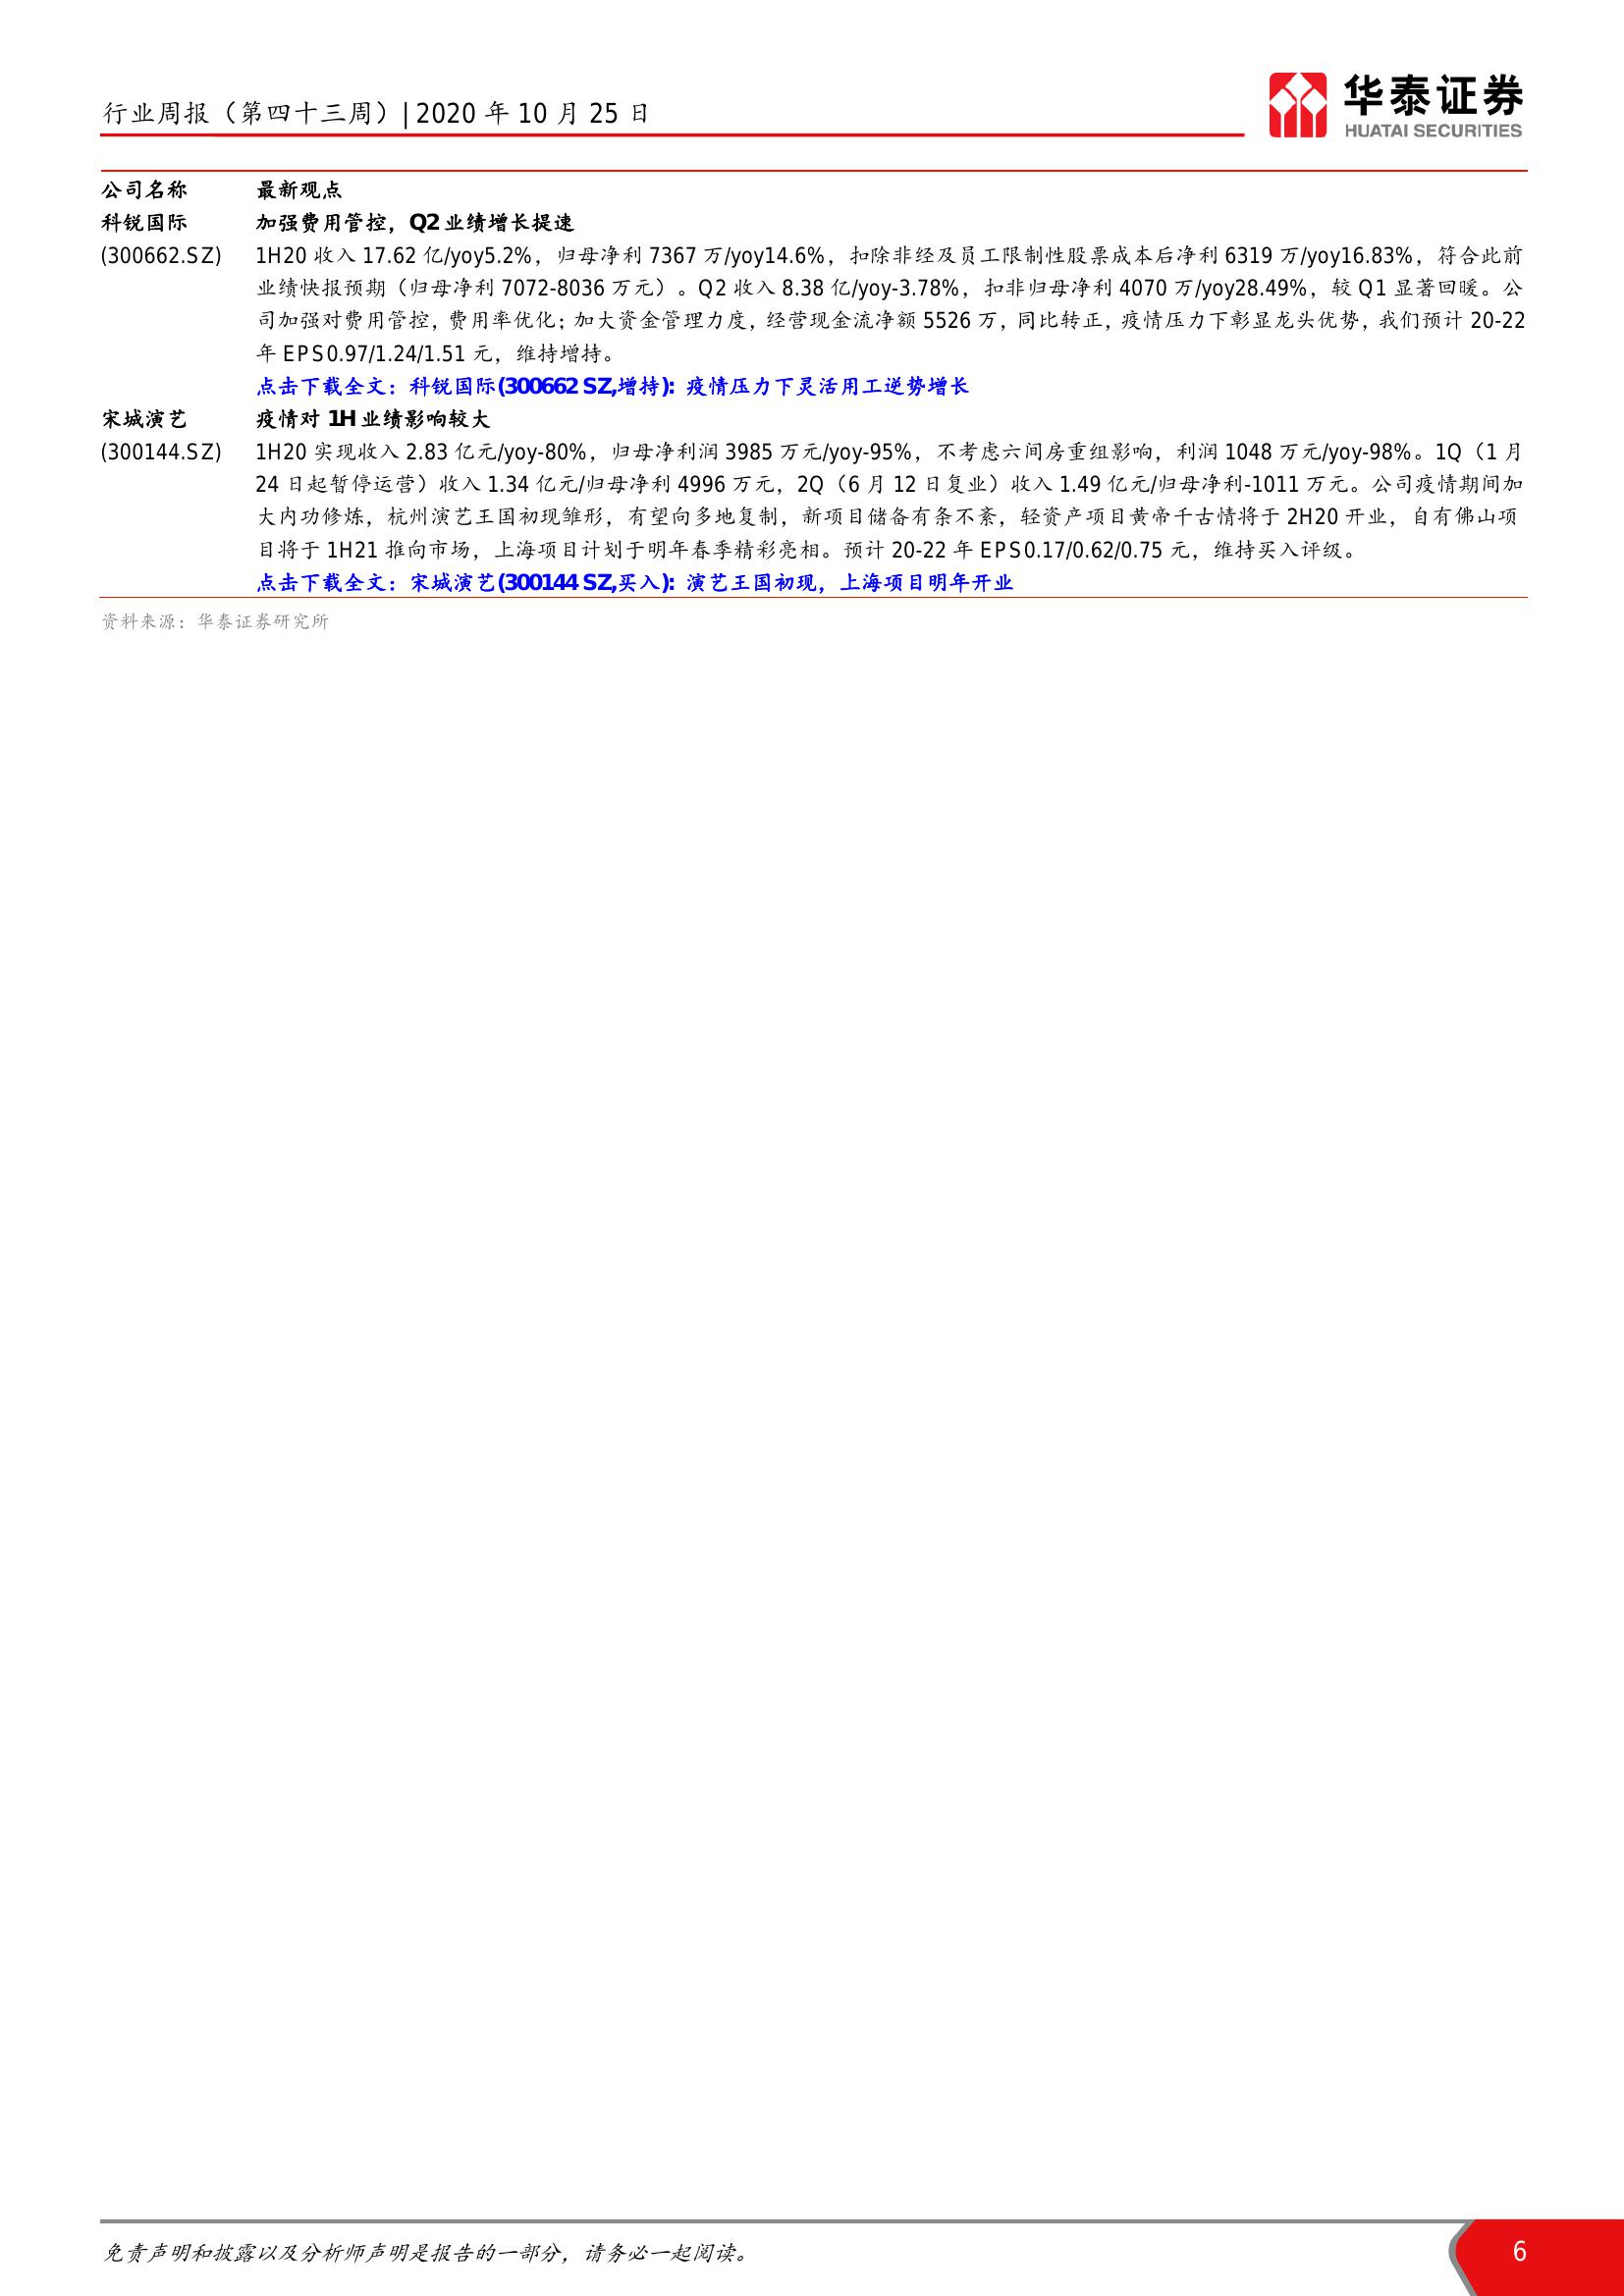 行业周报（第四十三周）| 2020 年 10 月 25 日
华泰证券
HUATAI SECURITIES
公司名称 最新观点
科锐国际 加强费用管控，Q2 业绩增长提速
(300662.SZ) 1H20 收入 17.62 亿/yoy5.2%，归母净利 7367 万/yoy14.6%，扣除非经及员工限制性股票成本后净利 6319 万/yoy16.83%，符合此前
业绩快报预期（归母净利 7072-8036 万元）。Q2 收入 8.38 亿/yoy-3.78%，扣非归母净利 4070 万/yoy28.49%，较 Q1 显著回暖。公
司加强对费用管控，费用率优化；加大资金管理力度，经营现金流净额 5526 万，同比转正，疫情压力下彰显龙头优势，我们预计 20-22
年 EPS0.97/1.24/1.51 元，维持增持。
点击下载全文：科锐国际(300662 SZ,增持): 疫情压力下灵活用工逆势增长
宋城演艺 疫情对 1H 业绩影响较大
(300144.SZ) 1H20 实现收入 2.83 亿元/yoy-80%，归母净利润 3985 万元/yoy-95%，不考虑六间房重组影响，利润 1048 万元/yoy-98%。1Q（1 月
24 日起暂停运营）收入 1.34 亿元/归母净利 4996 万元，2Q（6 月 12 日复业）收入 1.49 亿元/归母净利-1011 万元。公司疫情期间加
大内功修炼，杭州演艺王国初现雏形，有望向多地复制，新项目储备有条不紊，轻资产项目黄帝千古情将于 2H20 开业，自有佛山项
目将于 1H21 推向市场，上海项目计划于明年春季精彩亮相。预计 20-22 年 EPS0.17/0.62/0.75 元，维持买入评级。
点击下载全文：宋城演艺(300144 SZ,买入): 演艺王国初现，上海项目明年开业
资料来源：华泰证券研究所
免责声明和披露以及分析师声明是报告的一部分，请务必一起阅读。
6